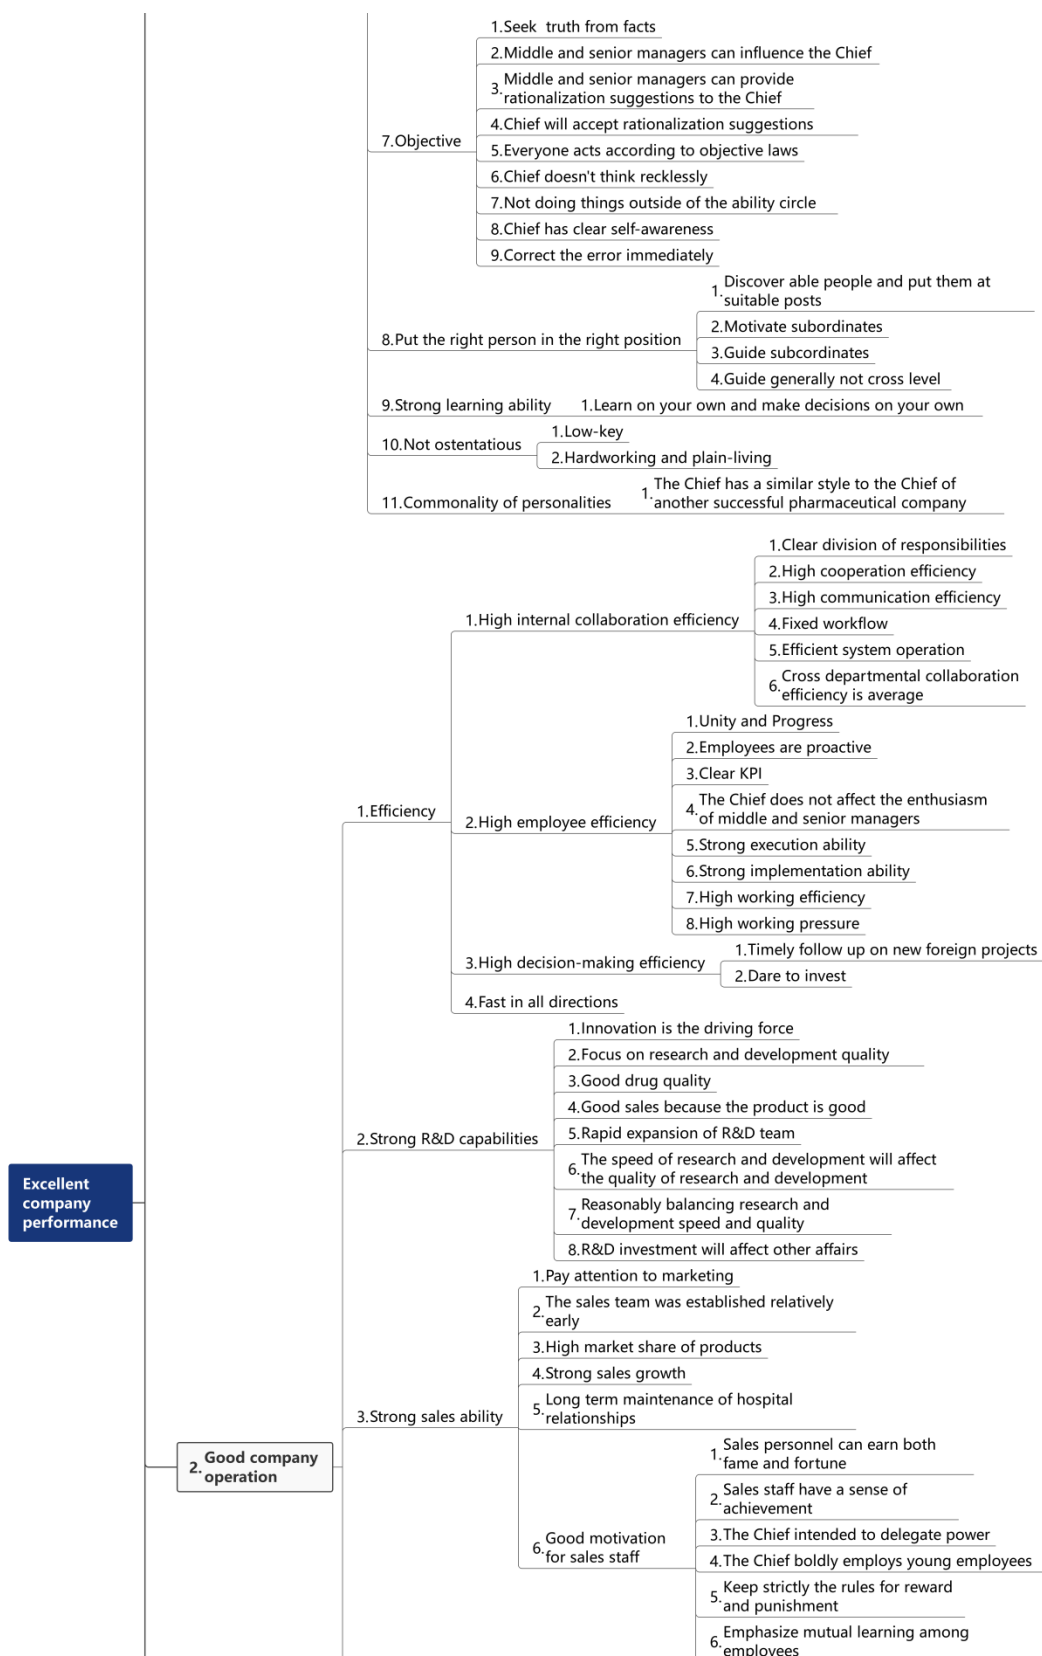 1.Seek  truth from facts
2.Middle and senior managers can influence the Chief
3.Middle and senior managers can provide
rationalization suggestions to the Chief
4.Chief will accept rationalization suggestions
7.Objective
5.Everyone acts according to objective laws
6.Chief doesn't think recklessly
7.Not doing things outside of the ability circle
8.Chief has clear self-awareness
9.Correct the error immediately
8.Put the right person in the right position
1.Discover able people and put them at
suitable posts
2.Motivate subordinates
3.Guide subcordinates
4.Guide generally not cross level
9.Strong learning ability
1.Learn on your own and make decisions on your own
10.Not ostentatious
1.Low-key
2.Hardworking and plain-living
11.Commonality of personalities
1.The Chief has a similar style to the Chief of
another successful pharmaceutical company
Excellent
company
performance
2.Good company
operation
1.Efficiency
1.High internal collaboration efficiency
1.Clear division of responsibilities
2.High cooperation efficiency
3.High communication efficiency
4.Fixed workflow
5.Efficient system operation
6.Cross departmental collaboration
efficiency is average
2.High employee efficiency
1.Unity and Progress
2.Employees are proactive
3.Clear KPI
4.The Chief does not affect the enthusiasm
of middle and senior managers
5.Strong execution ability
6.Strong implementation ability
7.High working efficiency
8.High working pressure
3.High decision-making efficiency
1.Timely follow up on new foreign projects
2.Dare to invest
4.Fast in all directions
2.Strong R&D capabilities
1.Innovation is the driving force
2.Focus on research and development quality
3.Good drug quality
4.Good sales because the product is good
5.Rapid expansion of R&D team
6.The speed of research and development will affect
the quality of research and development
7.Reasonably balancing research and
development speed and quality
8.R&D investment will affect other affairs
3.Strong sales ability
1.Pay attention to marketing
2.The sales team was established relatively
early
3.High market share of products
4.Strong sales growth
5.Long term maintenance of hospital
relationships
6.Good motivation
for sales staff
1.Sales personnel can earn both
fame and fortune
2.Sales staff have a sense of
achievement
3.The Chief intended to delegate power
4.The Chief boldly employs young employees
5.Keep strictly the rules for reward
and punishment
6.Emphasize mutual learning among
employees